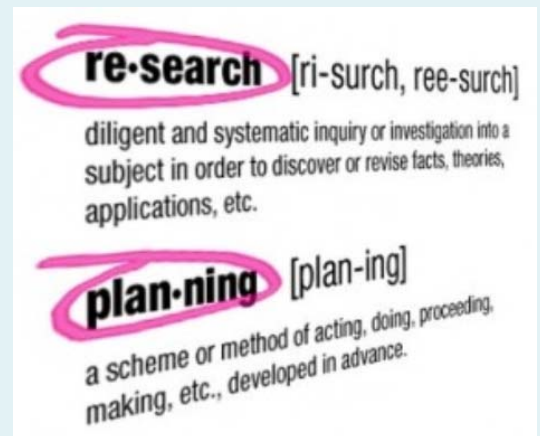 re•search [ri-surch, ree-surch]
diligent and systematic inquiry or investigation into a
subject in order to discover or revise facts, theories,
applications, etc.
plan•ning [plan-ing]
a scheme or method of acting, doing, proceeding,
making, etc., developed in advance.